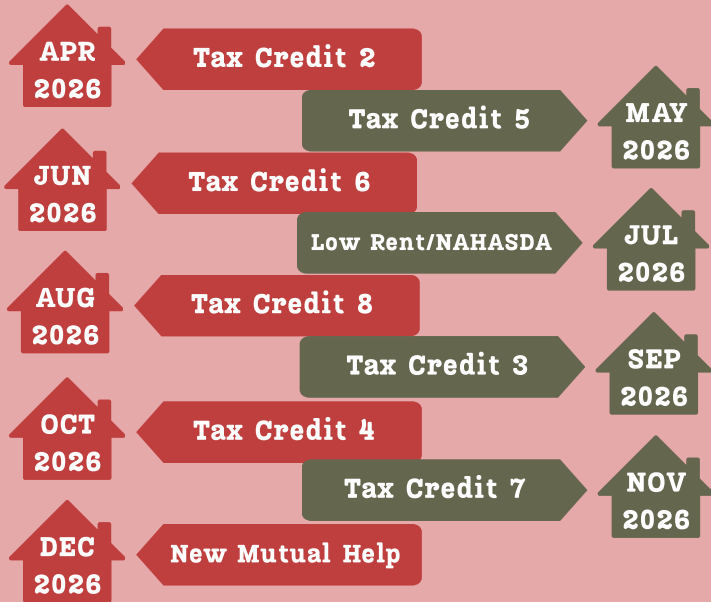 APR
2026
Tax Credit 2
Tax Credit 5
MAY
2026
JUN
2026
Tax Credit 6
Low Rent/NAHASDA
JUL
2026
AUG
2026
Tax Credit 8
Tax Credit 3
SEP
2026
OCT
2026
Tax Credit 4
Tax Credit 7
NOV
2026
DEC
2026
New Mutual Help